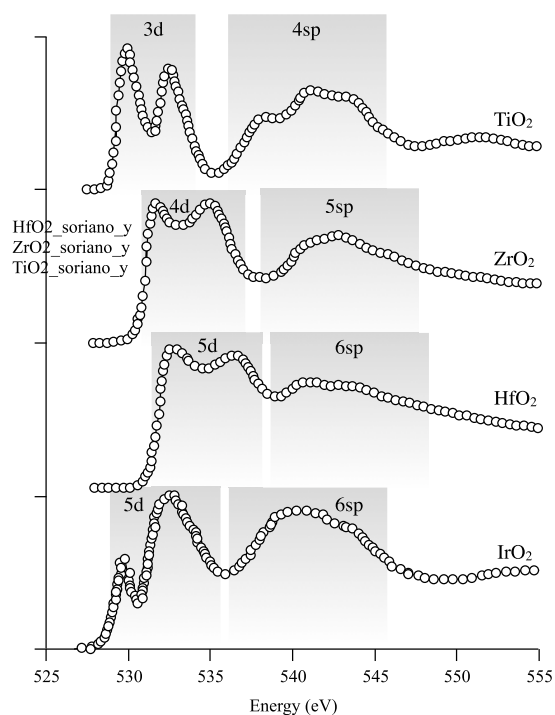 3d 4sp
TiO2
4d 5sp
HfO2_soriano_y
ZrO2_soriano_y
TiO2_soriano_y
ZrO2
5d 6sp
HfO2
5d 6sp
IrO2
525 530 535 540 545 550 555
Energy (eV)